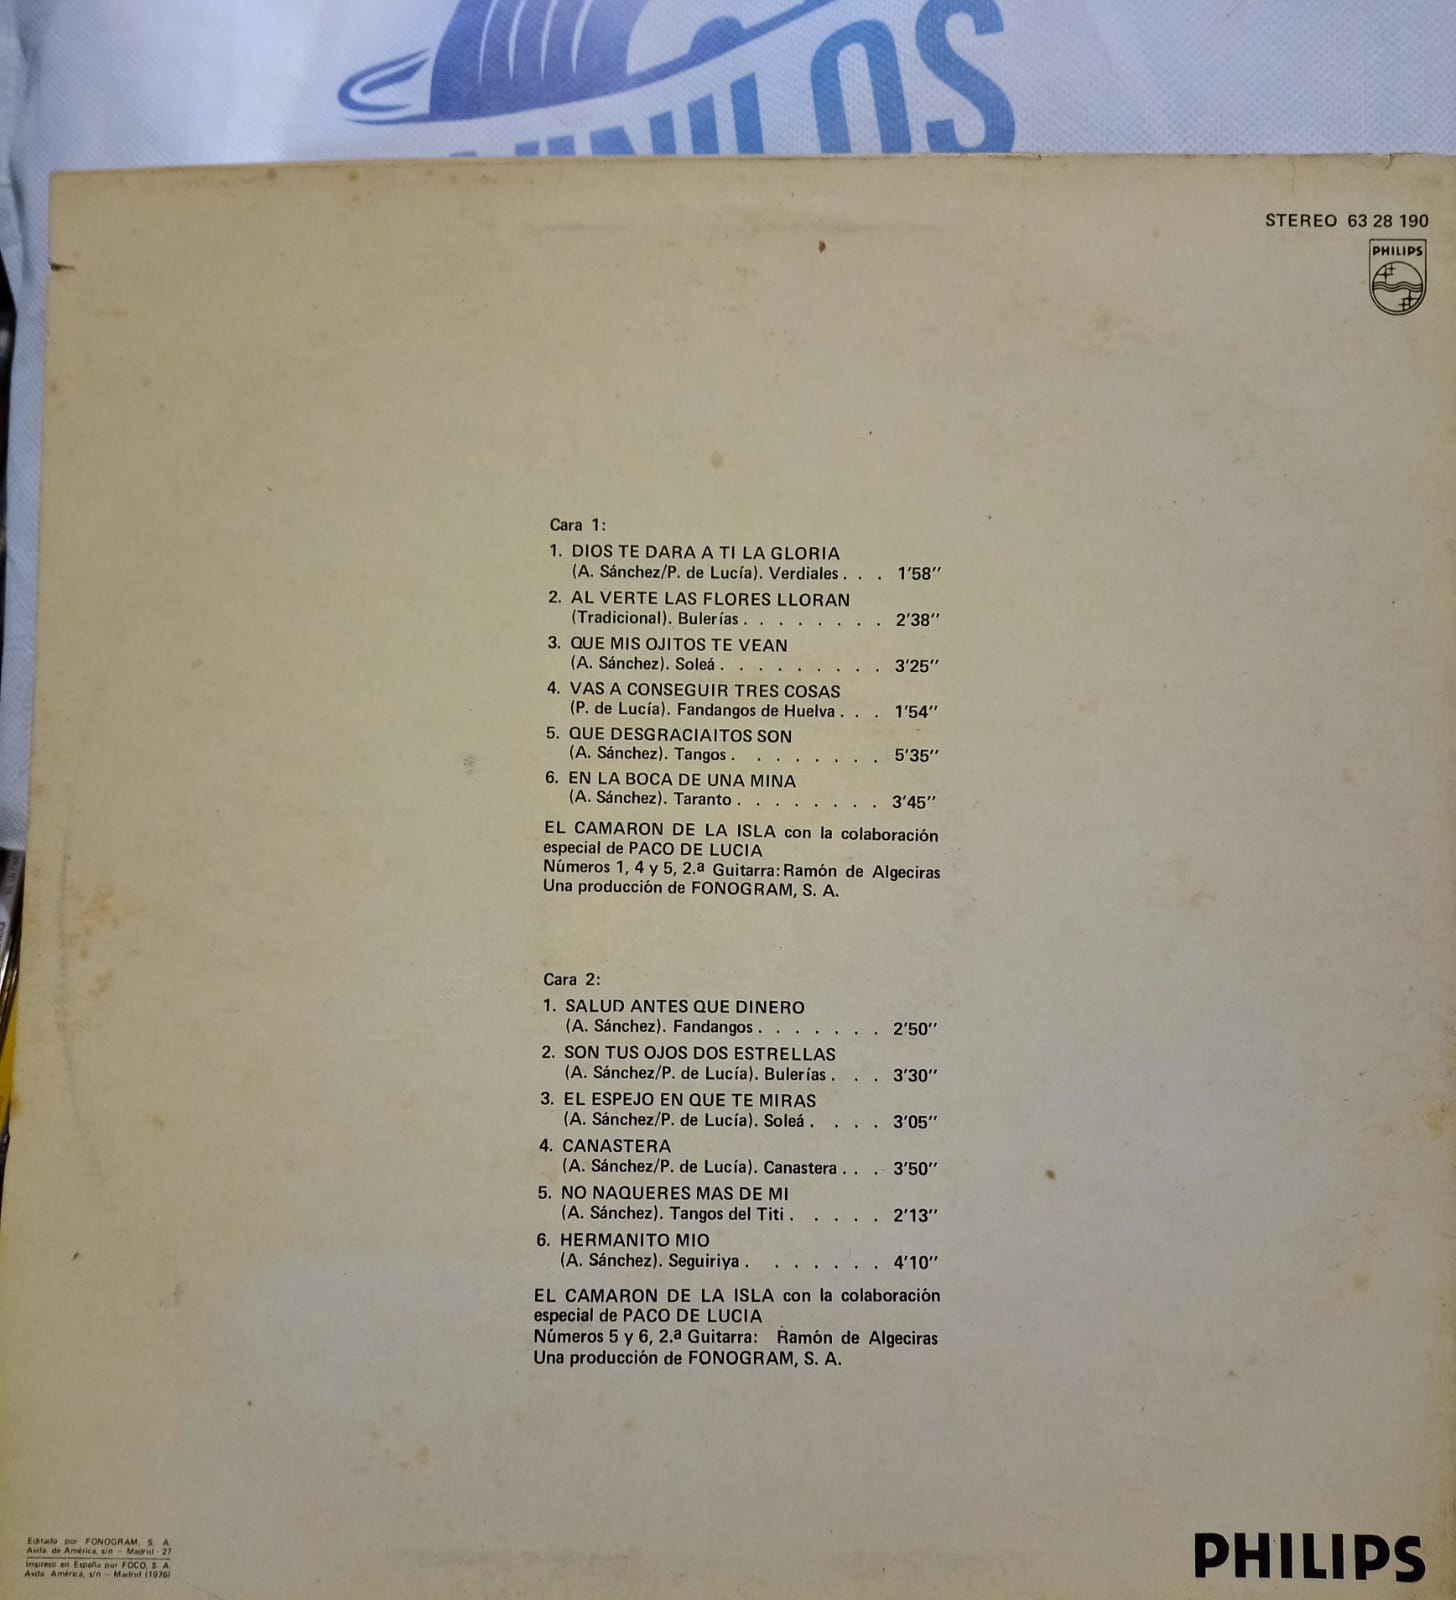 VINILOS
STEREO 63 28 190
PHILIPS
Cara 1:
1. DIOS TE DARA A TI LA GLORIA
(A. Sánchez/P. de Lucía). Verdiales . . . 1'58''
2. AL VERTE LAS FLORES LLORAN
(Tradicional). Bulerías . . . . . . . . 2'38''
3. QUE MIS OJITOS TE VEAN
(A. Sánchez). Soleá . . . . . . . . . 3'25''
4. VAS A CONSEGUIR TRES COSAS
(P. de Lucía). Fandangos de Huelva . . . 1'54''
5. QUE DESGRACIAITOS SON
(A. Sánchez). Tangos . . . . . . . . 5'35''
6. EN LA BOCA DE UNA MINA
(A. Sánchez). Taranto . . . . . . . . 3'45''
EL CAMARON DE LA ISLA con la colaboración
especial de PACO DE LUCIA
Números 1, 4 y 5, 2.ª Guitarra: Ramón de Algeciras
Una producción de FONOGRAM, S. A.
Cara 2:
1. SALUD ANTES QUE DINERO
(A. Sánchez). Fandangos . . . . . . . 2'50''
2. SON TUS OJOS DOS ESTRELLAS
(A. Sánchez/P. de Lucía). Bulerías . . . 3'30''
3. EL ESPEJO EN QUE TE MIRAS
(A. Sánchez/P. de Lucía). Soleá . . . . 3'05''
4. CANASTERA
(A. Sánchez/P. de Lucía). Canastera . . . 3'50''
5. NO NAQUERES MAS DE MI
(A. Sánchez). Tangos del Titi . . . . . 2'13''
6. HERMANITO MIO
(A. Sánchez). Seguiriya . . . . . . . 4'10''
EL CAMARON DE LA ISLA con la colaboración
especial de PACO DE LUCIA
Números 5 y 6, 2.ª Guitarra: Ramón de Algeciras
Una producción de FONOGRAM, S. A.
Editado por FONOGRAM, S. A.
Avda. de América, s/n - Madrid - 27
Impreso en España por FOCO, S. A.
Avda. América, s/n - Madrid (1976)
PHILIPS